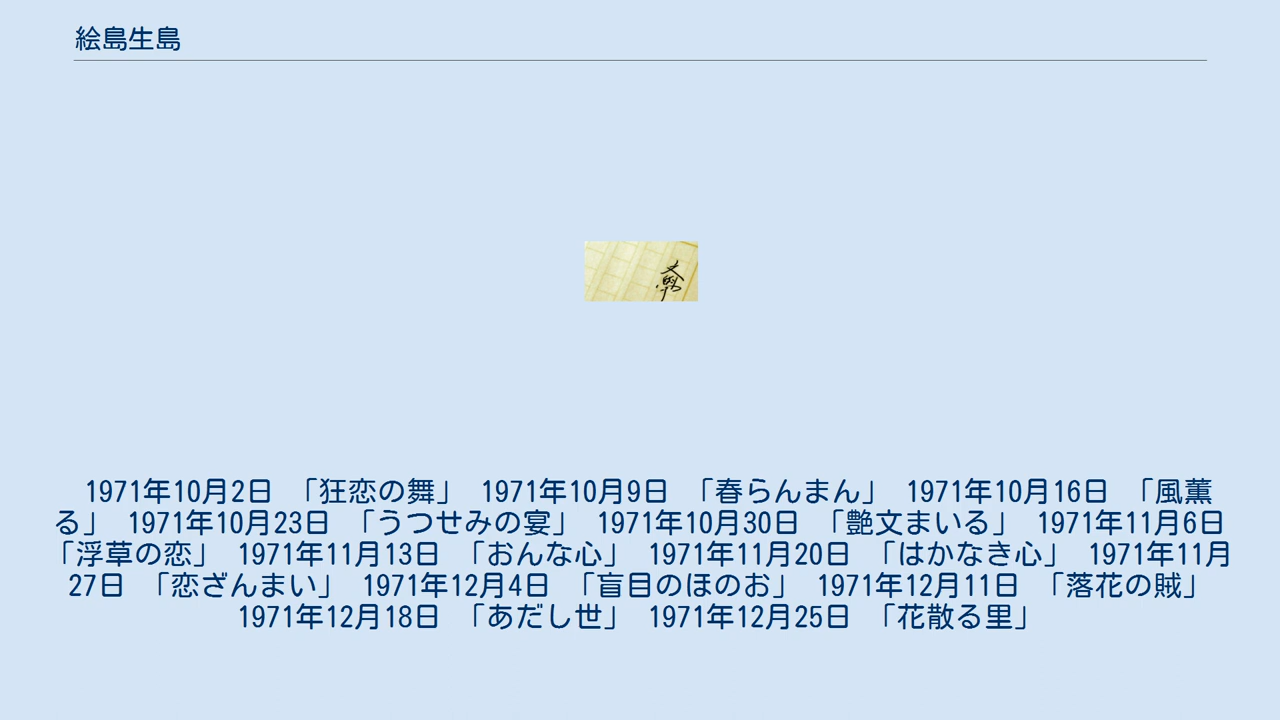 絵島生島
1971年10月2日 「狂恋の舞」 1971年10月9日 「春らんまん」 1971年10月16日 「風薫
る」 1971年10月23日 「うつせみの宴」 1971年10月30日 「艶文まいる」 1971年11月6日
「浮草の恋」 1971年11月13日 「おんな心」 1971年11月20日 「はかなき心」 1971年11月
27日 「恋ざんまい」 1971年12月4日 「盲目のほのお」 1971年12月11日 「落花の賊」
1971年12月18日 「あだし世」 1971年12月25日 「花散る里」